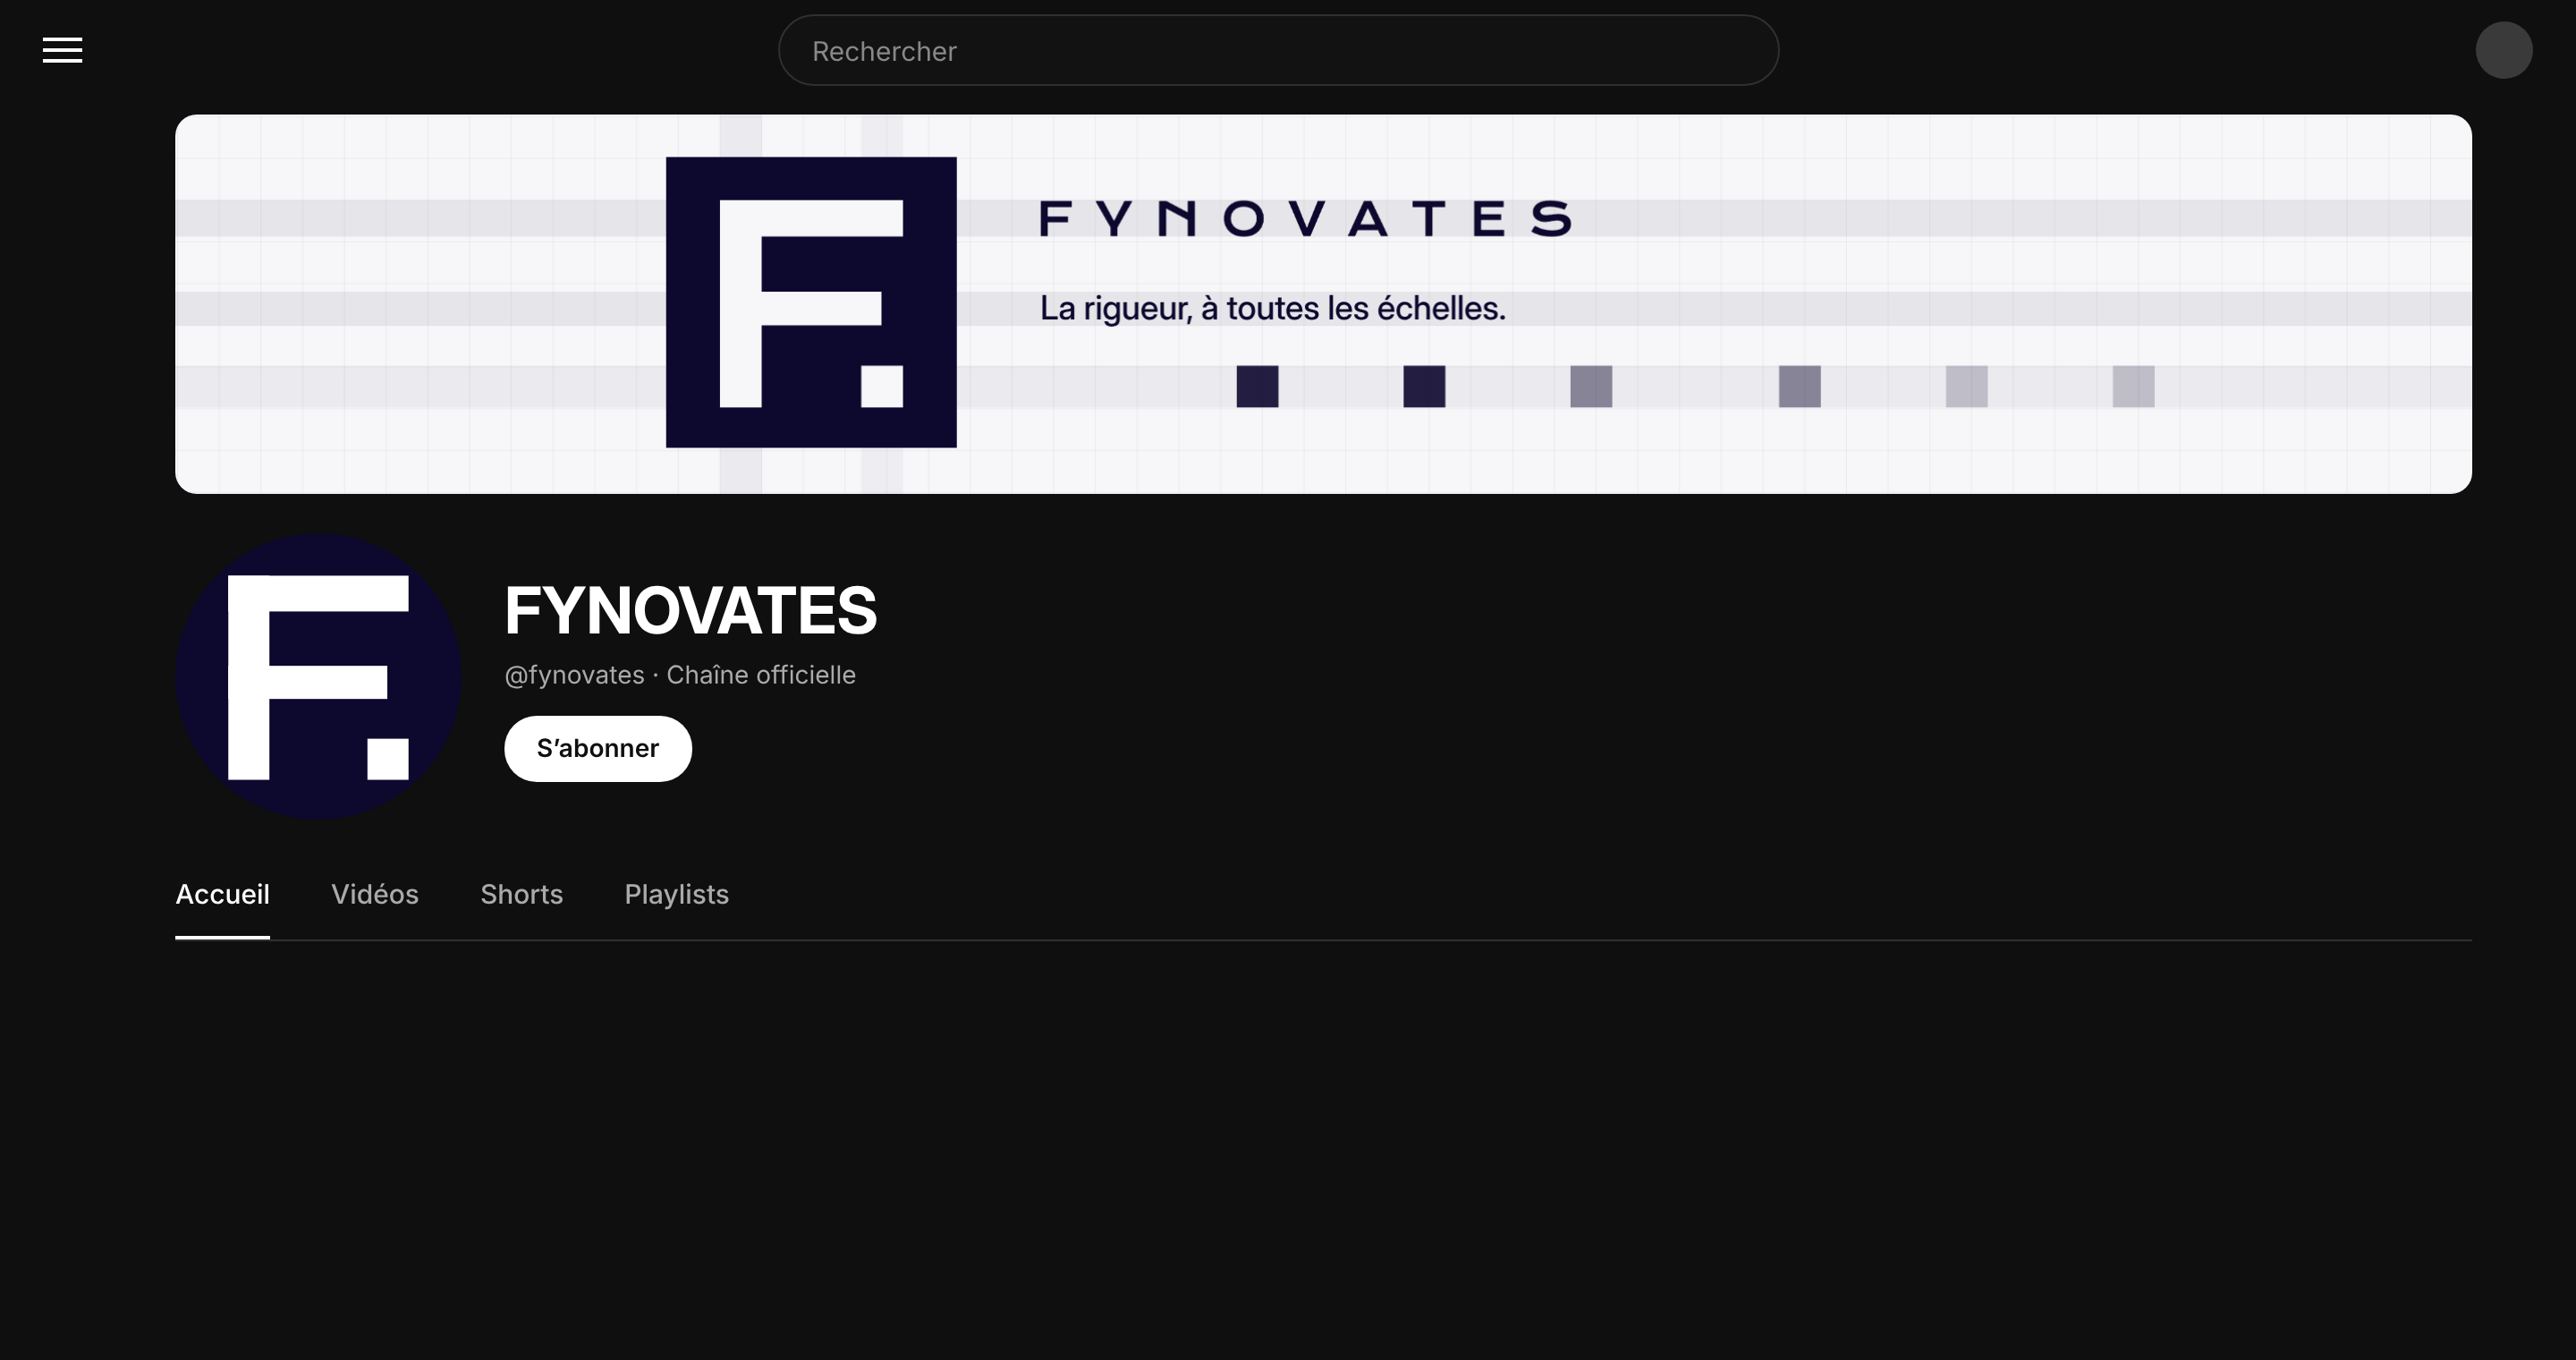 Rechercher
F.
FYNOVATES
La rigueur, à toutes les échelles.
F.
FYNOVATES
@fynovates · Chaîne officielle
S’abonner
Accueil Vidéos Shorts Playlists